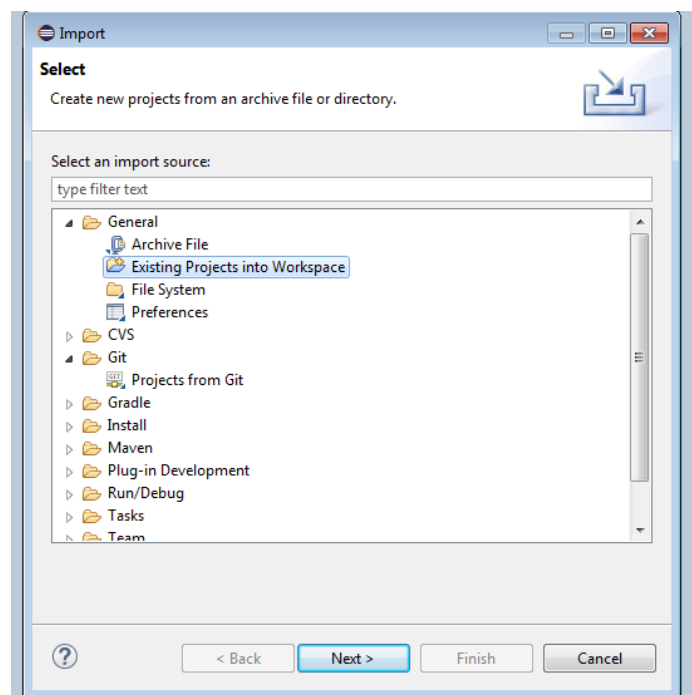 Import
Select
Create new projects from an archive file or directory.
Select an import source:
type filter text
General
Archive File
Existing Projects into Workspace
File System
Preferences
CVS
Git
GIT Projects from Git
Gradle
Install
Maven
Plug-in Development
Run/Debug
Tasks
Team
? < Back Next > Finish Cancel